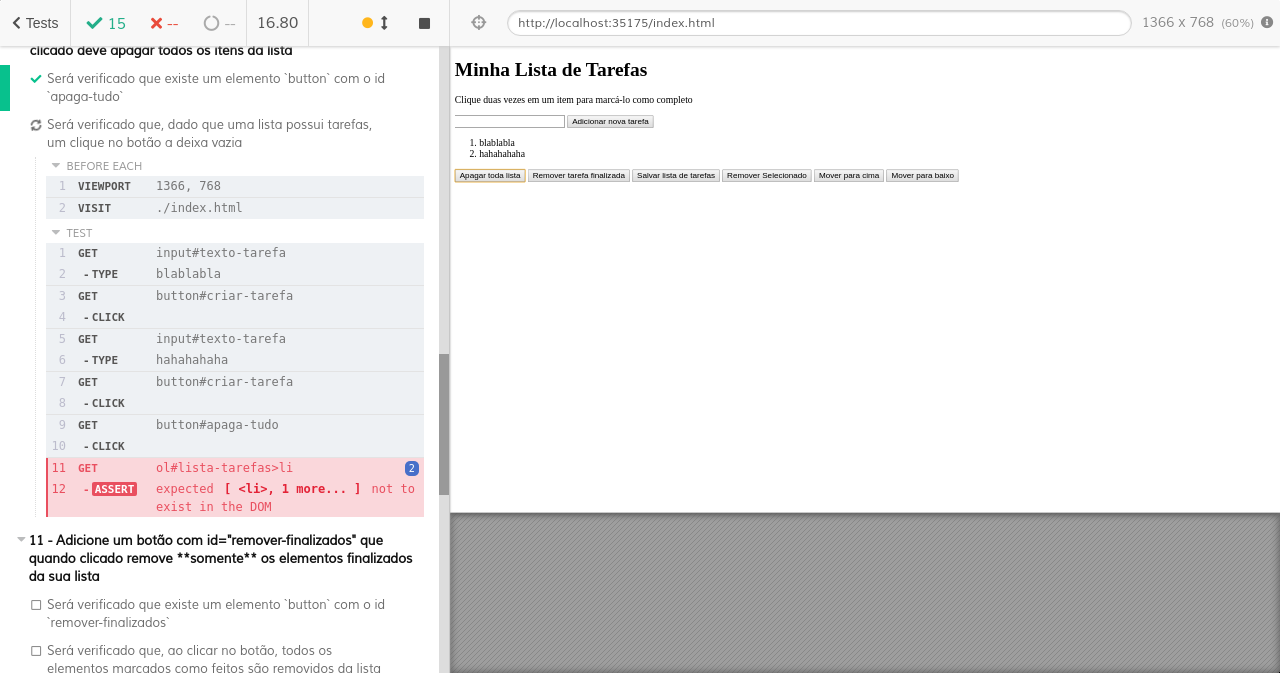 Tests
15
--
--
16.80
http://localhost:35175/index.html
1366 x 768 (60%)
clicado deve apagar todos os itens da lista
Será verificado que existe um elemento `button` com o id
`apaga-tudo`
Será verificado que, dado que uma lista possui tarefas,
um clique no botão a deixa vazia
BEFORE EACH
1 VIEWPORT 1366, 768
2 VISIT ./index.html
TEST
1 GET input#texto-tarefa
2 -TYPE blablabla
3 GET button#criar-tarefa
4 -CLICK
5 GET input#texto-tarefa
6 -TYPE hahahahaha
7 GET button#criar-tarefa
8 -CLICK
9 GET button#apaga-tudo
10 -CLICK
11 GET ol#lista-tarefas>li 2
12 -ASSERT expected [ <li>, 1 more... ] not to
exist in the DOM
11 - Adicione um botão com id="remover-finalizados" que
quando clicado remove **somente** os elementos finalizados
da sua lista
Será verificado que existe um elemento `button` com o id
`remover-finalizados`
Será verificado que, ao clicar no botão, todos os
elementos marcados como feitos são removidos da lista
Minha Lista de Tarefas
Clique duas vezes em um item para marcá-lo como completo
Adicionar nova tarefa
1. blablabla
2. hahahahaha
Apagar toda lista Remover tarefa finalizada Salvar lista de tarefas Remover Selecionado Mover para cima Mover para baixo